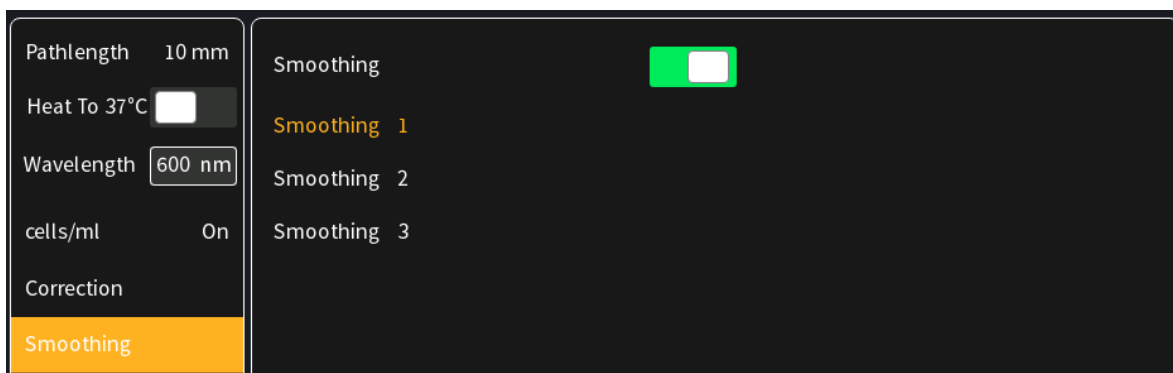 Pathlength 10 mm
Heat To 37°C
Wavelength 600 nm
cells/ml On
Correction
Smoothing
Smoothing
Smoothing 1
Smoothing 2
Smoothing 3